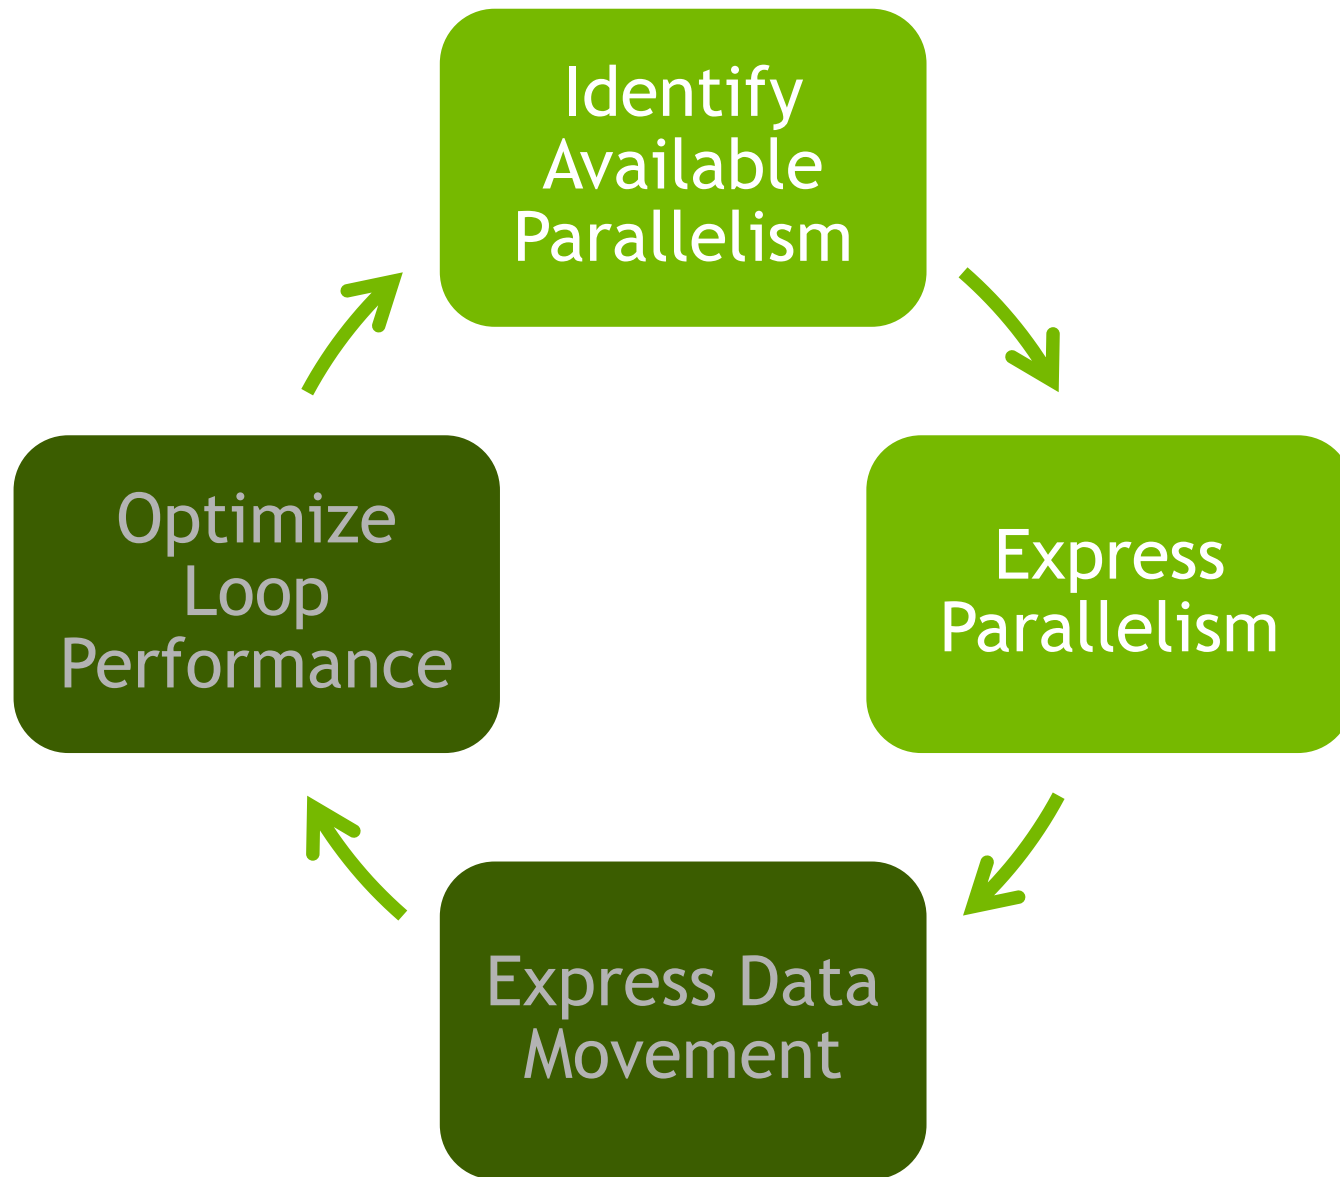 Identify
Available
Parallelism
Express
Parallelism
Express Data
Movement
Optimize
Loop
Performance